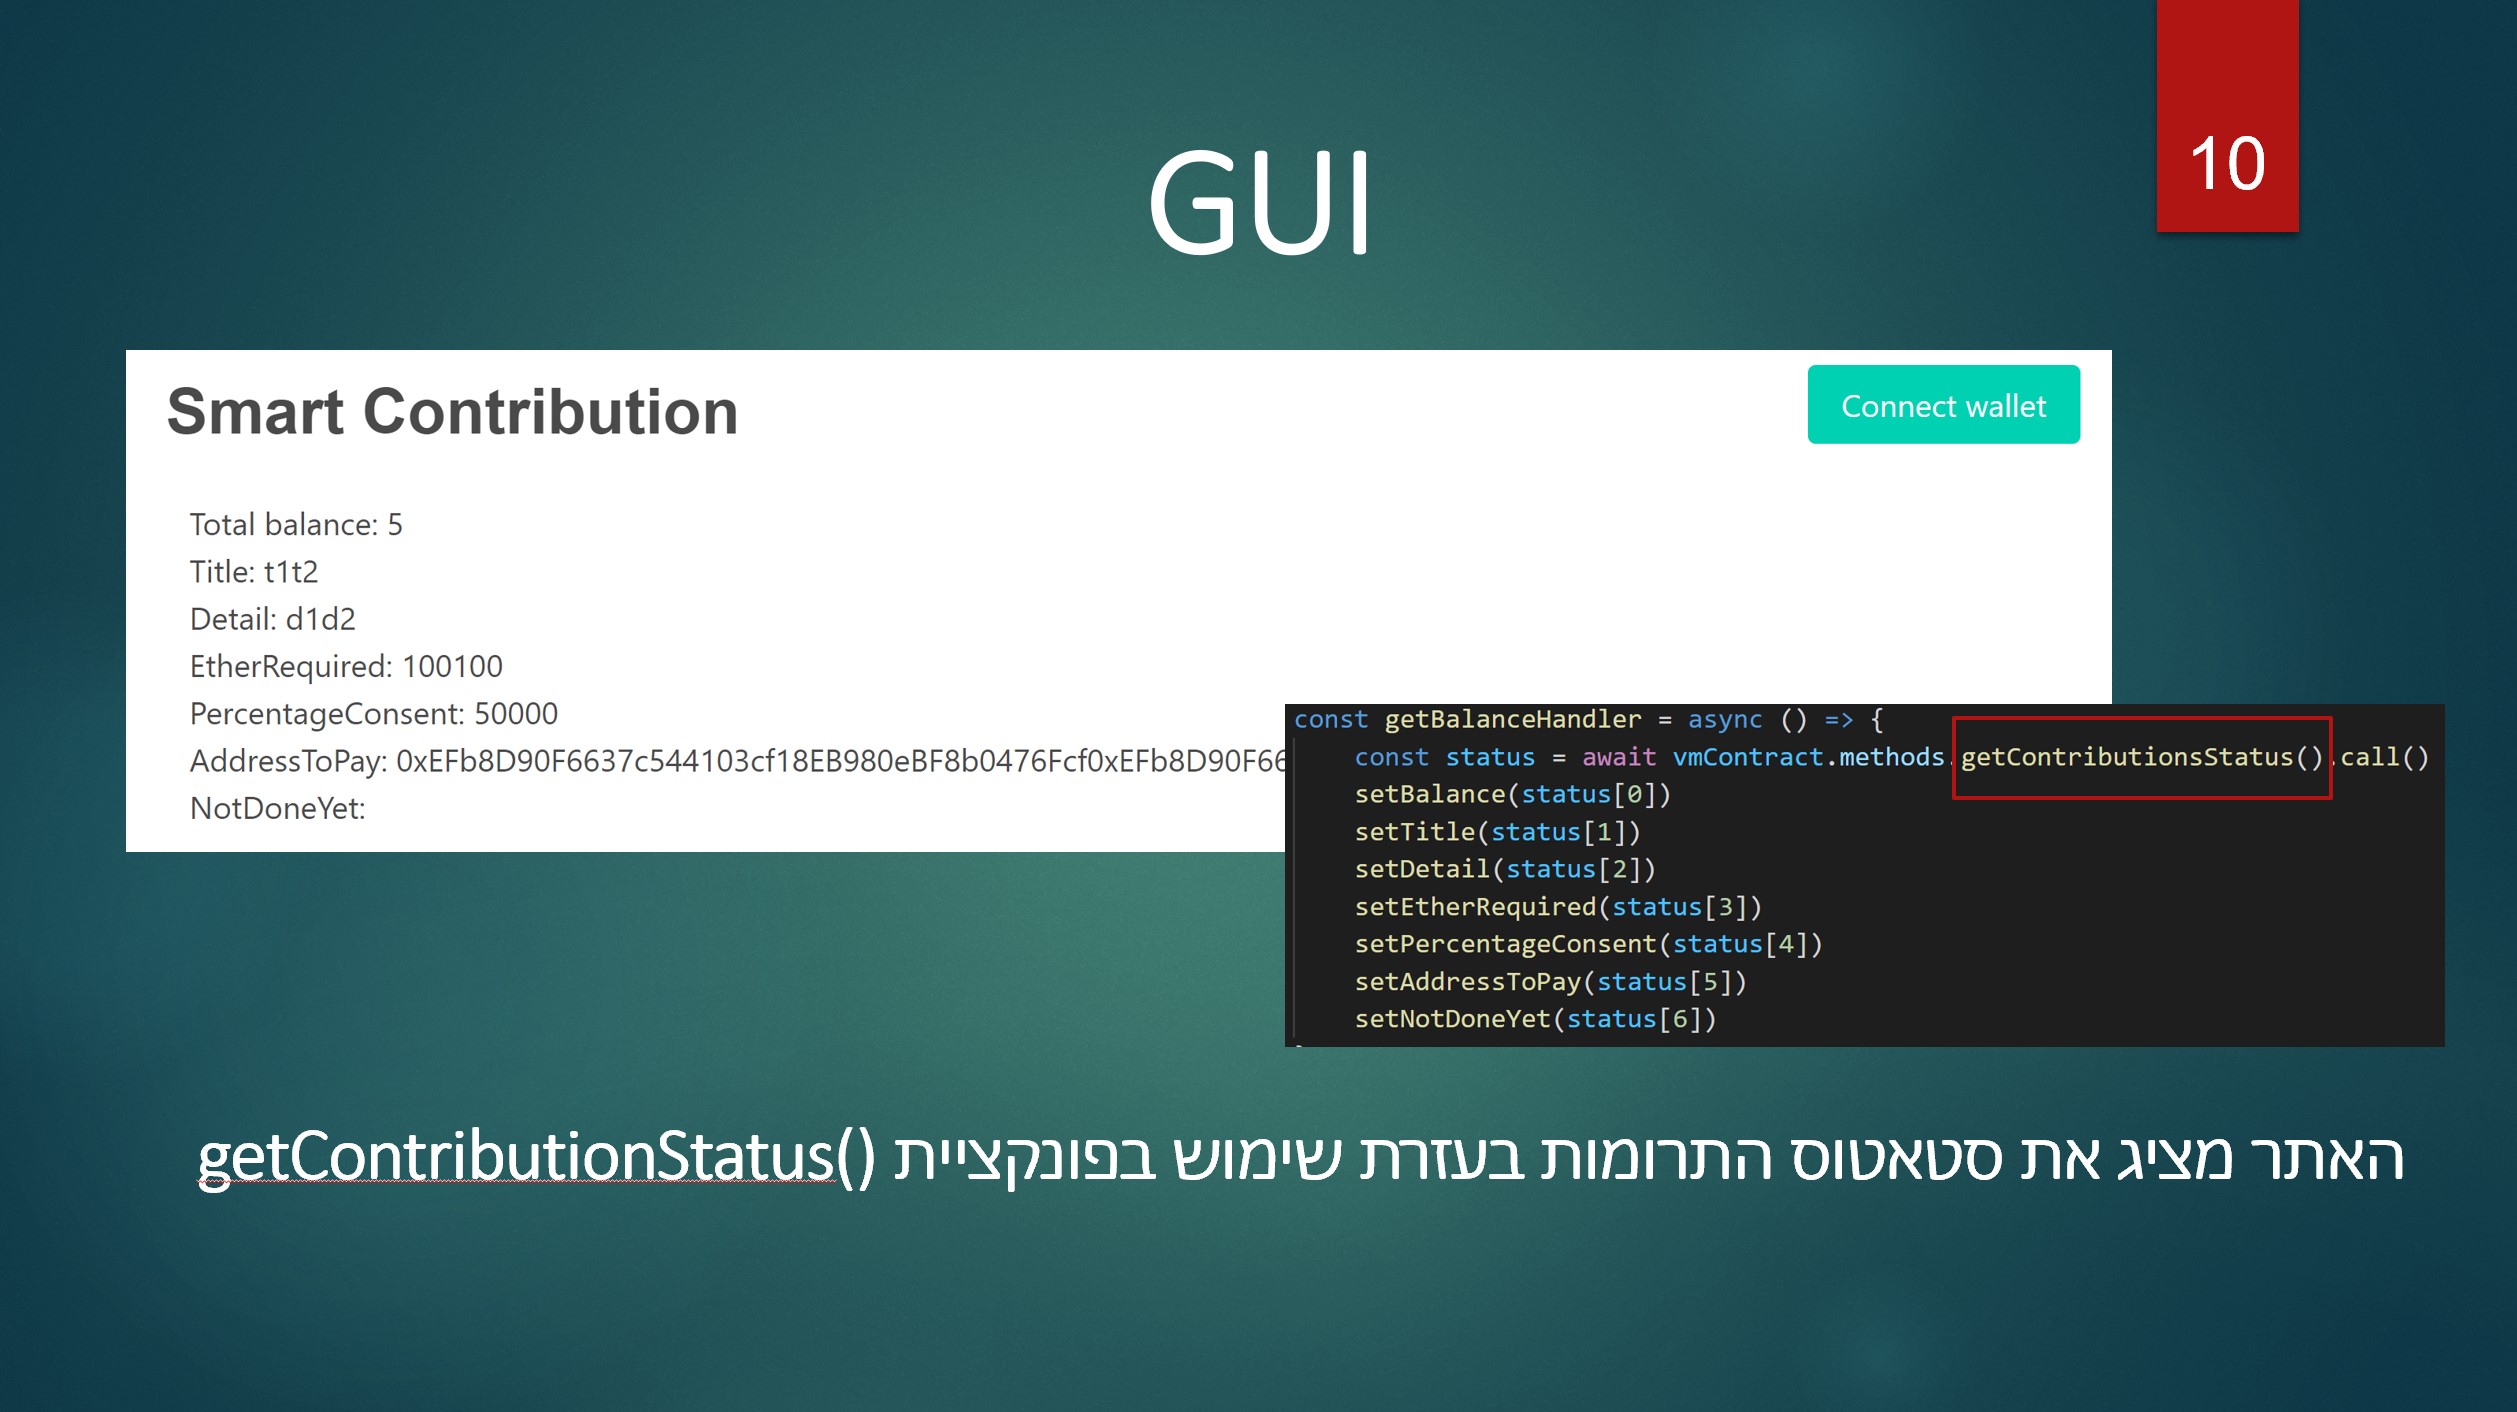 10
GUI
Smart Contribution
Connect wallet
Total balance: 5
Title: t1t2
Detail: d1d2
EtherRequired: 100100
PercentageConsent: 50000
AddressToPay: 0xEFb8D90F6637c544103cf18EB980eBF8b0476Fcf0xEFb8D90F66
NotDoneYet:
const getBalanceHandler = async () => {
const status = await vmContract.methods.getContributionsStatus().call()
setBalance(status[0])
setTitle(status[1])
setDetail(status[2])
setEtherRequired(status[3])
setPercentageConsent(status[4])
setAddressToPay(status[5])
setNotDoneYet(status[6])
האתר מציג את סטאטוס התרומות בעזרת שימוש בפונקציית getContributionStatus()